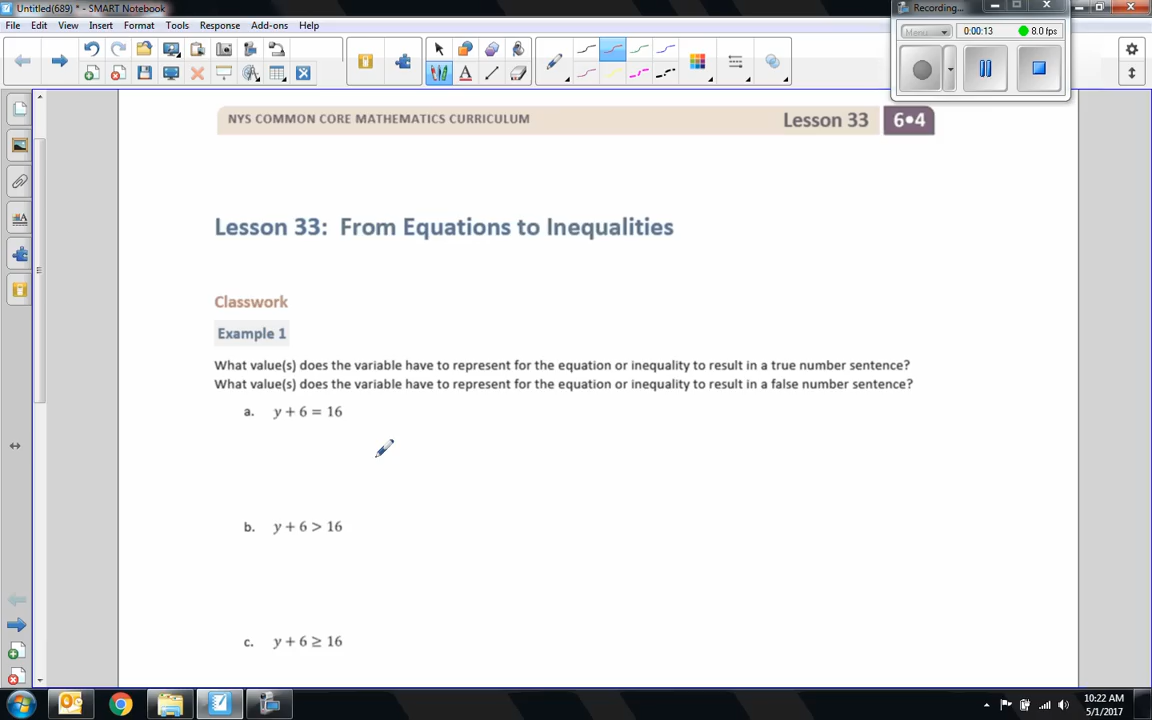 Untitled(689) * - SMART Notebook
Recording...
File Edit View Insert Format Tools Response Add-ons Help
Menu 0:00:13 8.0 fps
NYS COMMON CORE MATHEMATICS CURRICULUM Lesson 33 6•4
Lesson 33: From Equations to Inequalities
Classwork
Example 1
What value(s) does the variable have to represent for the equation or inequality to result in a true number sentence?
What value(s) does the variable have to represent for the equation or inequality to result in a false number sentence?
a. y + 6 = 16
b. y + 6 > 16
c. y + 6 ≥ 16
10:22 AM
5/1/2017